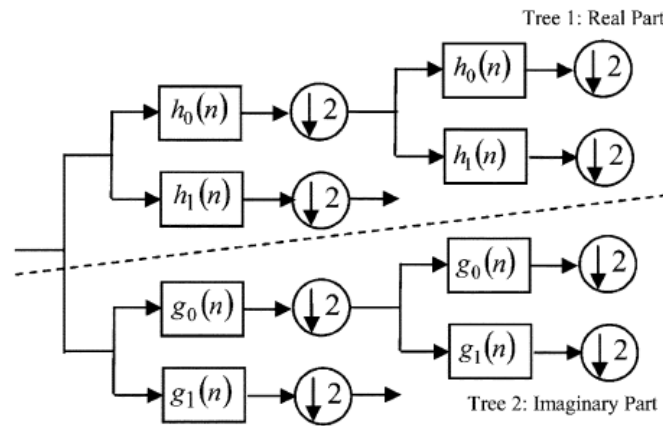 Tree 1: Real Part
h₀(n) ↓2
h₀(n) ↓2
h₁(n) ↓2
h₁(n) ↓2
g₀(n) ↓2
g₀(n) ↓2
g₁(n) ↓2
g₁(n) ↓2
Tree 2: Imaginary Part